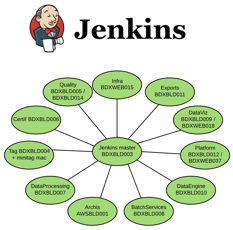 Jenkins
Infra
BDXWEB015
Quality
BDXBLD005 /
BDXBLD014
Exports
BDXBLD011
Certif BDXBLD006
DataViz
BDXBLD009 /
BDXWEB018
Jenkins master
BDXBLD003
Tag BDXBLD004
+ minitag mac
Platform
BDXBLD012 /
BDXWEB037
DataProcessing
BDXBLD007
DataEngine
BDXBLD010
Archis
AWSBLD001
BatchServices
BDXBLD008